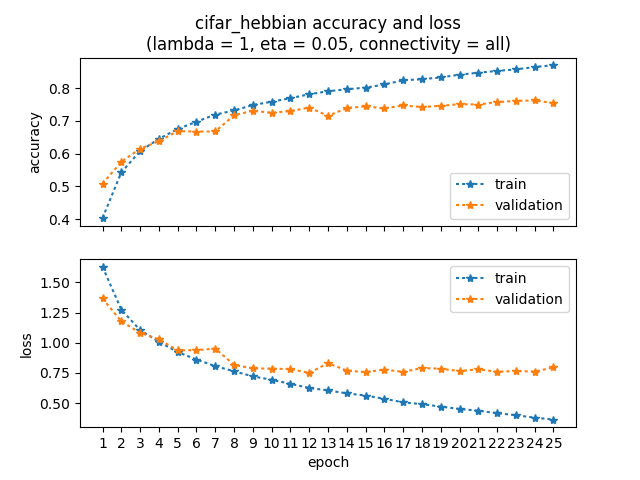 cifar_hebbian accuracy and loss
(lambda = 1, eta = 0.05, connectivity = all)
accuracy
0.8
0.7
0.6
0.5
0.4
train
validation
loss
1.50
1.25
1.00
0.75
0.50
train
validation
1 2 3 4 5 6 7 8 9 10 11 12 13 14 15 16 17 18 19 20 21 22 23 24 25
epoch